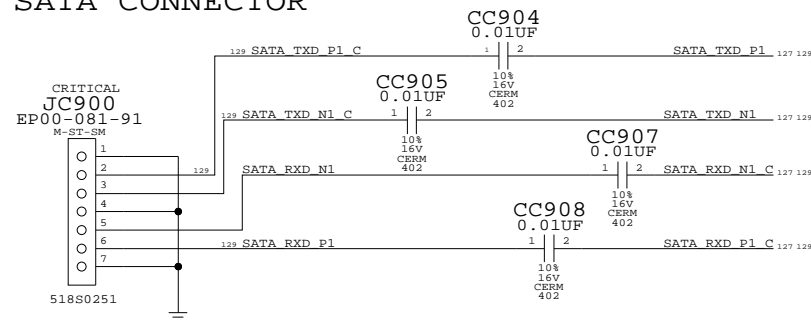 SATA CONNECTOR
CC904
0.01UF
129 SATA_TXD_P1_C 1 2 SATA_TXD_P1 127 129
10%
16V
CERM
402
CC905
0.01UF
129 SATA_TXD_N1_C 1 2 SATA_TXD_N1 127 129
10%
16V
CERM
402
CRITICAL
JC900
EP00-081-91
M-ST-SM
1
2 129
3
4
5
6
7
518S0251
CC907
0.01UF
SATA_RXD_N1 1 2 SATA_RXD_N1_C 127 129
10%
16V
CERM
402
CC908
0.01UF
129 SATA_RXD_P1 1 2 SATA_RXD_P1_C 127 129
10%
16V
CERM
402